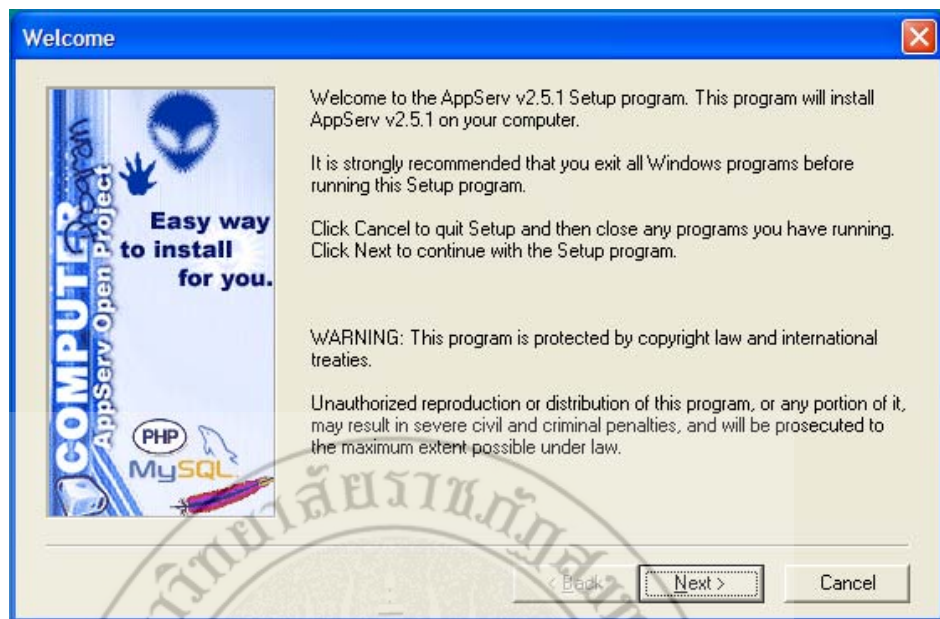 Welcome
Welcome to the AppServ v2.5.1 Setup program. This program will install
AppServ v2.5.1 on your computer.
It is strongly recommended that you exit all Windows programs before
running this Setup program.
Click Cancel to quit Setup and then close any programs you have running.
Click Next to continue with the Setup program.
WARNING: This program is protected by copyright law and international
treaties.
Unauthorized reproduction or distribution of this program, or any portion of it,
may result in severe civil and criminal penalties, and will be prosecuted to
the maximum extent possible under law.
COMPUTER
Program
AppServ Open Project
Easy way
to install
for you.
PHP
MySQL
< Back
Next >
Cancel